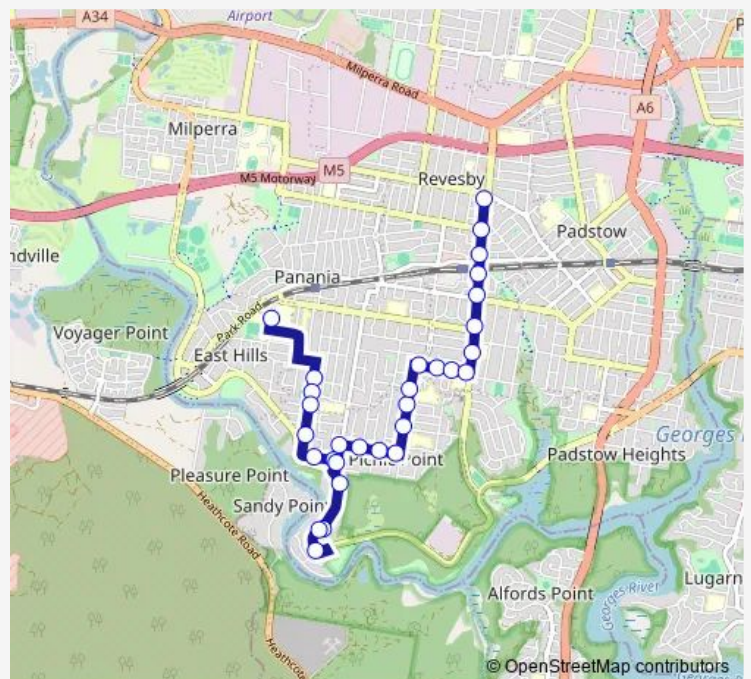 A34
Airport
Milperra Road
Milperra
A6
M5
M5 Motorway
Revesby
Padstow
ndville
Panania
Park Road
Voyager Point
East Hills
Georges
Picnic Point
Padstow Heights
Pleasure Point
Sandy Poin
Heathcote Road
Alfords Point
Georges River
Lugarn
Heathcote
© OpenStreetMap contributors